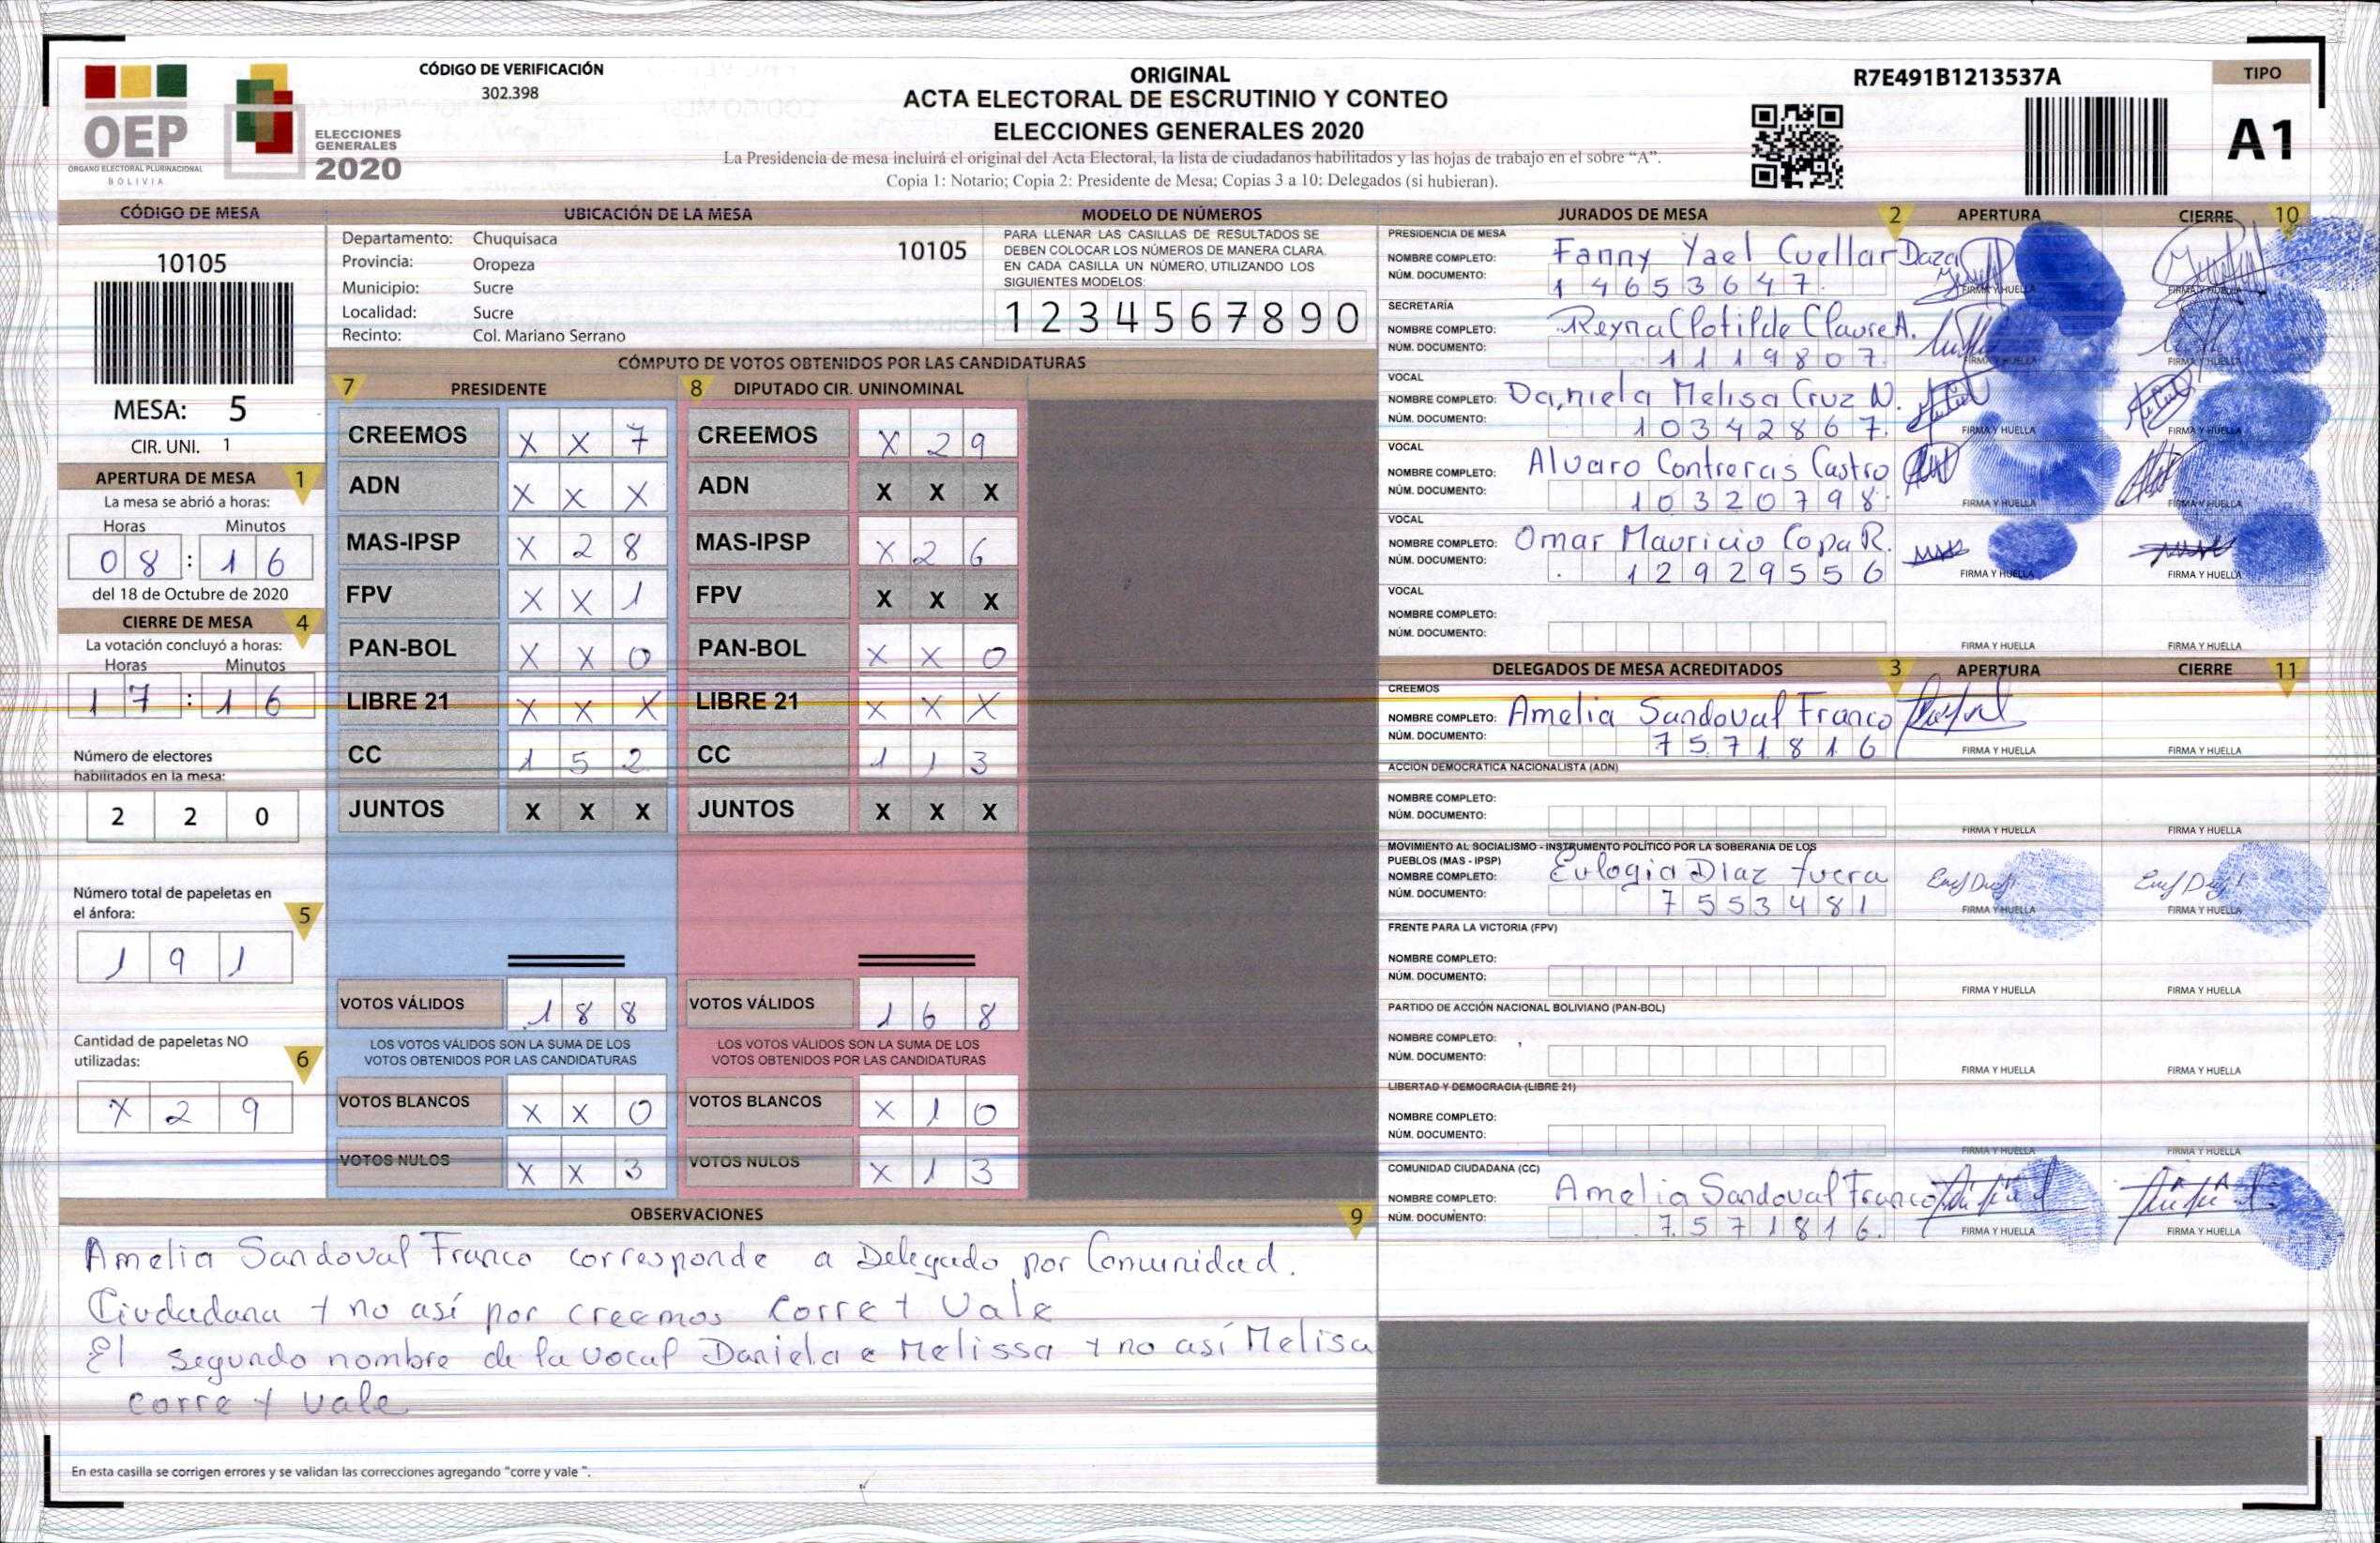 CÓDIGO DE VERIFICACIÓN
302.398
OEP
ÓRGANO ELECTORAL PLURINACIONAL
BOLIVIA
ELECCIONES
GENERALES
2020
ORIGINAL
ACTA ELECTORAL DE ESCRUTINIO Y CONTEO
ELECCIONES GENERALES 2020
La Presidencia de mesa incluirá el original del Acta Electoral, la lista de ciudadanos habilitados y las hojas de trabajo en el sobre “A”.
Copia 1: Notario; Copia 2: Presidente de Mesa; Copias 3 a 10: Delegados (si hubieran).
R7E491B1213537A
TIPO
A1
CÓDIGO DE MESA
10105
MESA: 5
CIR. UNI. 1
APERTURA DE MESA 1
La mesa se abrió a horas:
Horas Minutos
08 : 16
del 18 de Octubre de 2020
CIERRE DE MESA 4
La votación concluyó a horas:
Horas Minutos
17 : 16
Número de electores
habilitados en la mesa:
2 2 0
Número total de papeletas en
el ánfora: 5
1 9 1
Cantidad de papeletas NO
utilizadas: 6
X 2 9
UBICACIÓN DE LA MESA
Departamento: Chuquisaca 10105
Provincia: Oropeza
Municipio: Sucre
Localidad: Sucre
Recinto: Col. Mariano Serrano
MODELO DE NÚMEROS
PARA LLENAR LAS CASILLAS DE RESULTADOS SE
DEBEN COLOCAR LOS NÚMEROS DE MANERA CLARA.
EN CADA CASILLA UN NÚMERO, UTILIZANDO LOS
SIGUIENTES MODELOS:
1 2 3 4 5 6 7 8 9 0
CÓMPUTO DE VOTOS OBTENIDOS POR LAS CANDIDATURAS
7 PRESIDENTE 8 DIPUTADO CIR. UNINOMINAL
CREEMOS X X 7 CREEMOS X 2 9
ADN X X X ADN X X X
MAS-IPSP X 2 8 MAS-IPSP X 2 6
FPV X X 1 FPV X X X
PAN-BOL X X 0 PAN-BOL X X 0
LIBRE 21 X X X LIBRE 21 X X X
CC 1 5 2 CC 1 1 3
JUNTOS X X X JUNTOS X X X
VOTOS VÁLIDOS 1 8 8 VOTOS VÁLIDOS 1 6 8
LOS VOTOS VÁLIDOS SON LA SUMA DE LOS LOS VOTOS VÁLIDOS SON LA SUMA DE LOS
VOTOS OBTENIDOS POR LAS CANDIDATURAS VOTOS OBTENIDOS POR LAS CANDIDATURAS
VOTOS BLANCOS X X 0 VOTOS BLANCOS X 1 0
VOTOS NULOS X X 3 VOTOS NULOS X 1 3
JURADOS DE MESA 2 APERTURA CIERRE 10
PRESIDENCIA DE MESA
NOMBRE COMPLETO: Fanny Yael Cuellar Daza
NÚM. DOCUMENTO: 14653647. FIRMA Y HUELLA FIRMA Y HUELLA
SECRETARÍA
NOMBRE COMPLETO: Reyna Clotilde Claure A.
NÚM. DOCUMENTO: 1119807. FIRMA Y HUELLA FIRMA Y HUELLA
VOCAL
NOMBRE COMPLETO: Daniela Melisa Cruz N.
NÚM. DOCUMENTO: 10342867. FIRMA Y HUELLA FIRMA Y HUELLA
VOCAL
NOMBRE COMPLETO: Alvaro Contreras Castro
NÚM. DOCUMENTO: 10320798. FIRMA Y HUELLA FIRMA Y HUELLA
VOCAL
NOMBRE COMPLETO: Omar Mauricio Copa R.
NÚM. DOCUMENTO: 12929556 FIRMA Y HUELLA FIRMA Y HUELLA
VOCAL
NOMBRE COMPLETO:
NÚM. DOCUMENTO: FIRMA Y HUELLA FIRMA Y HUELLA
DELEGADOS DE MESA ACREDITADOS 3 APERTURA CIERRE 11
CREEMOS
NOMBRE COMPLETO: Amelia Sandoval Franco
NÚM. DOCUMENTO: 7571816 FIRMA Y HUELLA FIRMA Y HUELLA
ACCIÓN DEMOCRATICA NACIONALISTA (ADN)
NOMBRE COMPLETO:
NÚM. DOCUMENTO: FIRMA Y HUELLA FIRMA Y HUELLA
MOVIMIENTO AL SOCIALISMO - INSTRUMENTO POLÍTICO POR LA SOBERANIA DE LOS
PUEBLOS (MAS - IPSP)
NOMBRE COMPLETO: Eulogia Diaz
NÚM. DOCUMENTO: 7553481 FIRMA Y HUELLA FIRMA Y HUELLA
FRENTE PARA LA VICTORIA (FPV)
NOMBRE COMPLETO:
NÚM. DOCUMENTO: FIRMA Y HUELLA FIRMA Y HUELLA
PARTIDO DE ACCIÓN NACIONAL BOLIVIANO (PAN-BOL)
NOMBRE COMPLETO:
NÚM. DOCUMENTO: FIRMA Y HUELLA FIRMA Y HUELLA
LIBERTAD Y DEMOCRACIA (LIBRE 21)
NOMBRE COMPLETO:
NÚM. DOCUMENTO: FIRMA Y HUELLA FIRMA Y HUELLA
COMUNIDAD CIUDADANA (CC)
NOMBRE COMPLETO: Amelia Sandoval Franco
NÚM. DOCUMENTO: 7571816. FIRMA Y HUELLA FIRMA Y HUELLA
OBSERVACIONES 9
Amelia Sandoval Franco corresponde a Delegado por Comunidad.
Ciudadana y no así por creemos Corre y Vale
El segundo nombre de la vocal Daniela e Melissa y no así Melisa
corre y vale
En esta casilla se corrigen errores y se validan las correcciones agregando "corre y vale ".